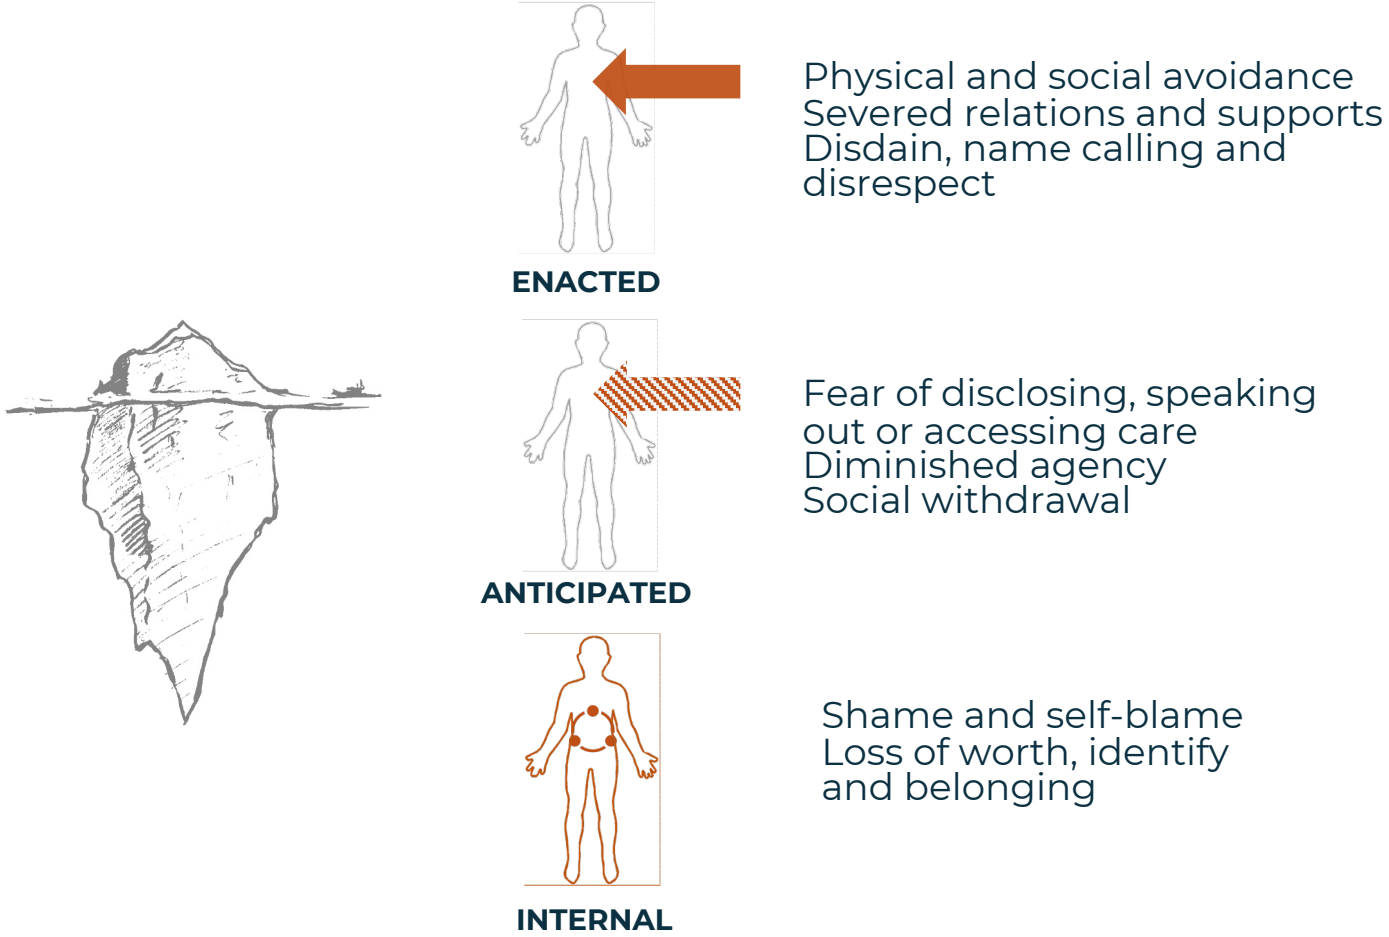 Physical and social avoidance
Severed relations and supports
Disdain, name calling and
disrespect
ENACTED
Fear of disclosing, speaking
out or accessing care
Diminished agency
Social withdrawal
ANTICIPATED
Shame and self-blame
Loss of worth, identify
and belonging
INTERNAL